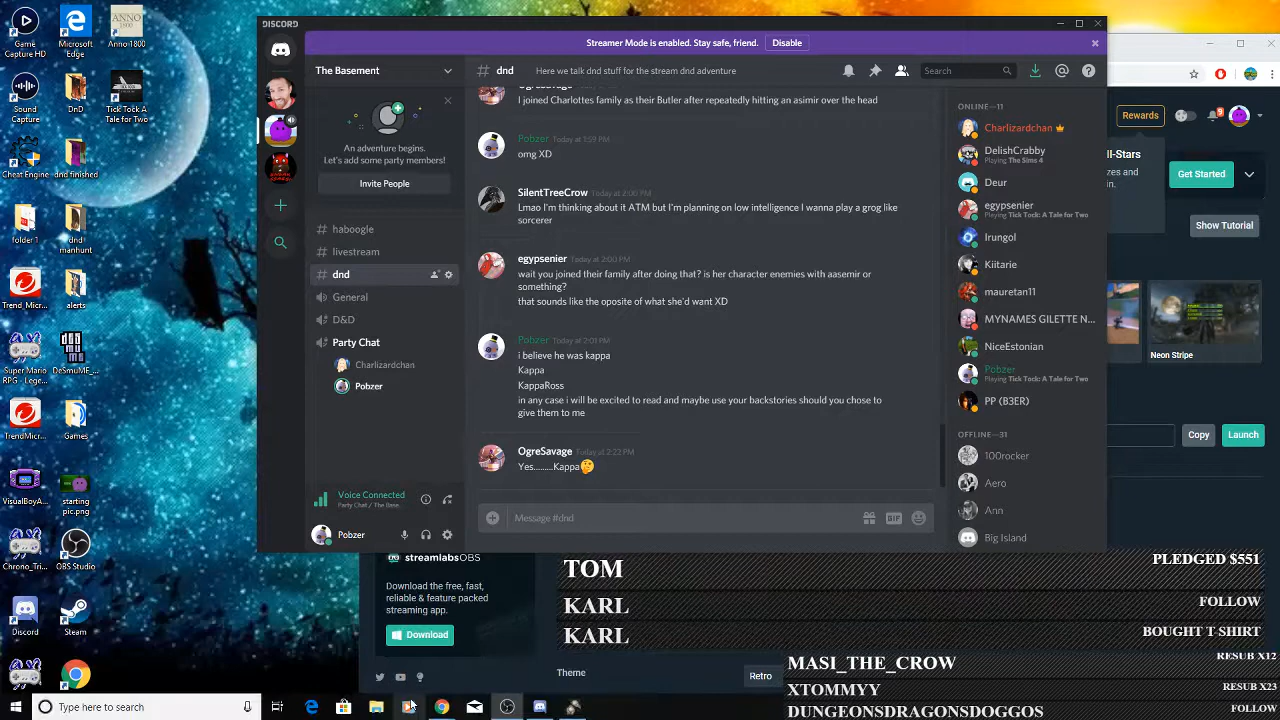 DISCORD
Streamer Mode is enabled. Stay safe, friend.
Disable
The Basement
dnd
Here we talk dnd stuff for the stream dnd adventure
Search
An adventure begins.
Let's add some party members!
Invite People
haboogle
livestream
dnd
General
D&D
Party Chat
Charlizardchan
Pobzer
Voice Connected
Party Chat / The Base...
Pobzer
I joined Charlottes family as their Butler after repeatedly hitting an asimir over the head
Pobzer Today at 1:59 PM
omg XD
SilentTreeCrow Today at 2:00 PM
Lmao I'm thinking about it ATM but I'm planning on low intelligence I wanna play a grog like
sorcerer
egypsenier Today at 2:00 PM
wait you joined their family after doing that? is her character enemies with aasemir or
something?
that sounds like the oposite of what she'd want XD
Pobzer Today at 2:01 PM
i believe he was kappa
Kappa
KappaRoss
in any case i will be excited to read and maybe use your backstories should you chose to
give them to me
OgreSavage Today at 2:22 PM
Yes.........Kappa🤔
Message #dnd
GIF
ONLINE—11
Charlizardchan
DelishCrabby
Playing The Sims 4
Deur
egypsenier
Playing Tick Tock: A Tale for Two
Irungol
Kiitarie
mauretan11
MYNAMES GILETTE N...
NiceEstonian
Pobzer
Playing Tick Tock: A Tale for Two
PP (B3ER)
OFFLINE—31
100rocker
Aero
Ann
Big Island
Game
Capture HD
Microsoft
Edge
Anno 1800
Sound
Capture
DnD
Tick Tock A
Tale for Two
Cheat Engine
dnd finished
folder 1
dnd
manhunt
Trend_Micr...
alerts
Super Mario
RPG - Lege...
DeSmuME_...
TrendMicr...
Games
VisualBoyA...
starting
pic.png
Chrono_Tri...
OBS Studio
Discord
Steam
Rewards
9
ll-Stars
izes and
Get Started
Show Tutorial
Neon Stripe
Copy
Launch
streamlabsOBS
Download the free, fast,
reliable & feature packed
streaming app.
Download
Theme
Retro
TOM
PLEDGED $551
KARL
FOLLOW
KARL
BOUGHT T-SHIRT
MASI_THE_CROW
RESUB X12
XTOMMYY
RESUB X23
DUNGEONSDRAGONSDOGGOS
FOLLOW
Type here to search